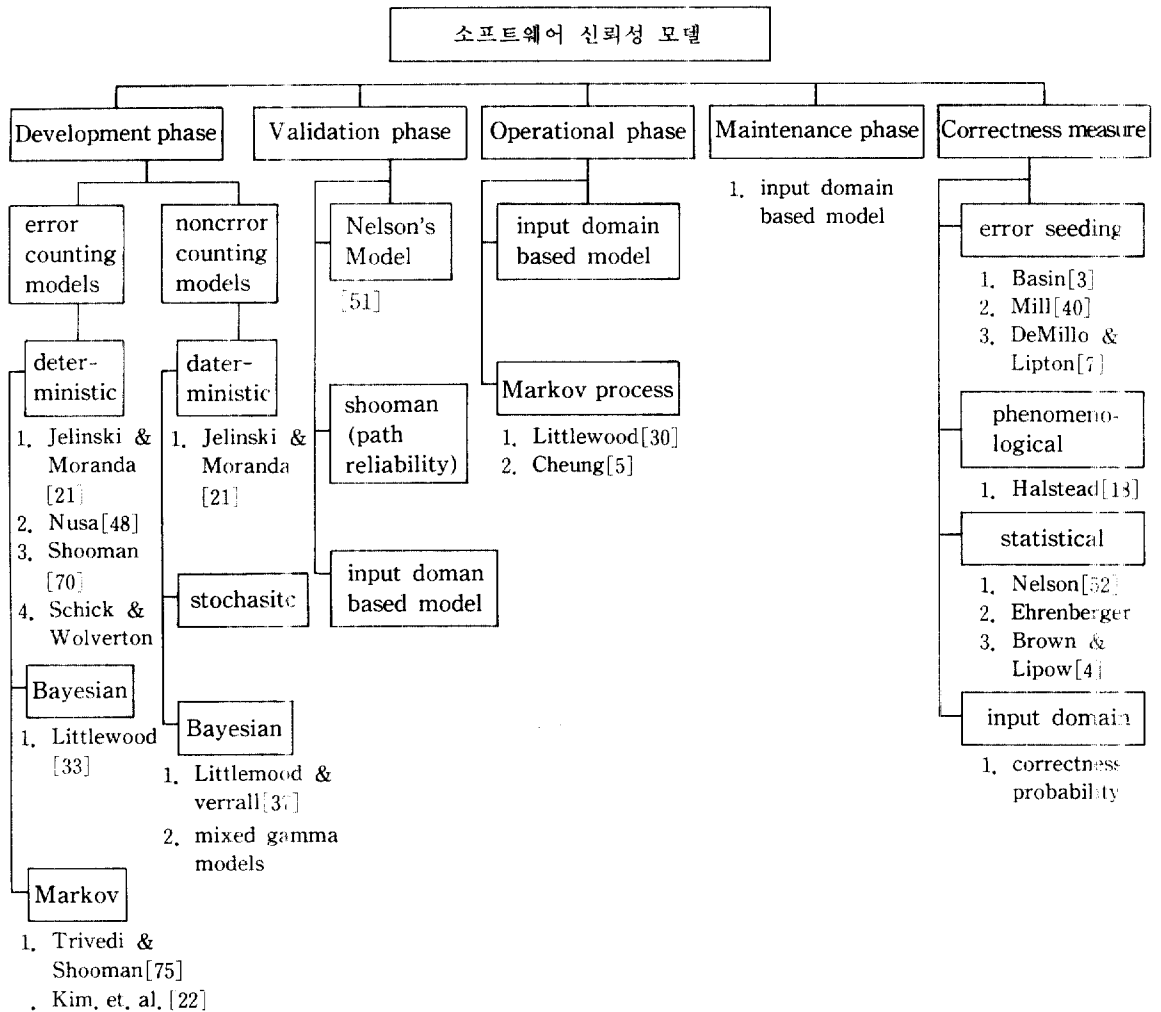 소프트웨어 신뢰성 모델
Development phase
Validation phase
Operational phase
Maintenance phase
Correctness measure
error
counting
models
noncrror
counting
models
deter-
ministic
1. Jelinski &
Moranda
[21]
2. Nusa[48]
3. Shooman
[70]
4. Schick &
Wolverton
Bayesian
1. Littlewood
[33]
Markov
1. Trivedi &
Shooman[75]
. Kim. et. al. [22]
dater-
ministic
1. Jelinski &
Moranda
[21]
stochasitc
Bayesian
1. Littlemood &
verrall
2. mixed gamma
models
Nelson's
Model
[51]
shooman
(path
reliability)
input doman
based model
input domain
based model
Markov process
1. Littlewood[30]
2. Cheung[5]
1. input domain
based model
error seeding
1. Basin[3]
2. Mill[40]
3. DeMillo &
Lipton[7]
phenomeno-
logical
1. Halstead[13]
statistical
1. Nelson[52]
2. Ehrenberger
3. Brown &
Lipow[4]
input domain
1. correctness
probability